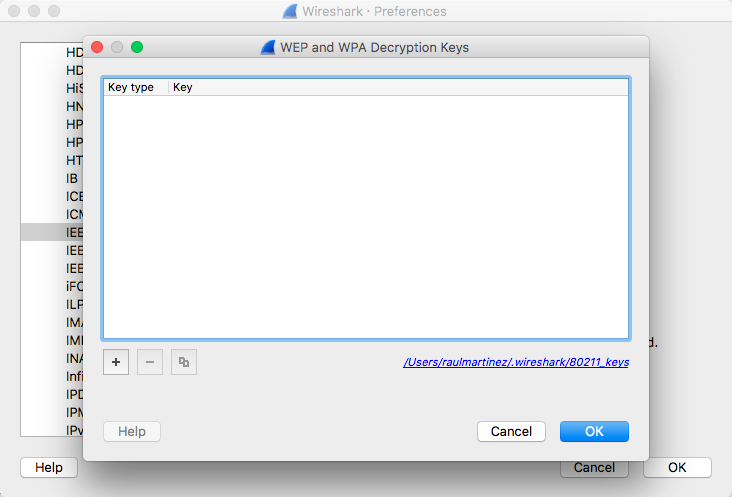 Wireshark · Preferences
WEP and WPA Decryption Keys
Key type Key
HD
HD
HiS
HN
HP
HP
HT
IB
ICE
ICM
IEE
IEE
IEE
iFC
ILP
IMA
IMI
INA
Infi
IPD
IPM
IPv
d.
+
−
/Users/raulmartinez/.wireshark/80211_keys
Help Cancel OK
Help Cancel OK